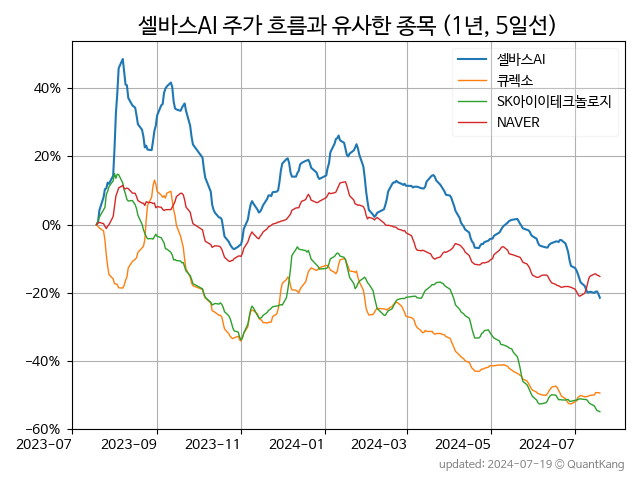 셀바스AI 주가 흐름과 유사한 종목 (1년, 5일선)
셀바스AI
큐렉소
SK아이이테크놀로지
NAVER
40%
20%
0%
−20%
−40%
−60%
2023-07 2023-09 2023-11 2024-01 2024-03 2024-05 2024-07
updated: 2024-07-19 @ QuantKang